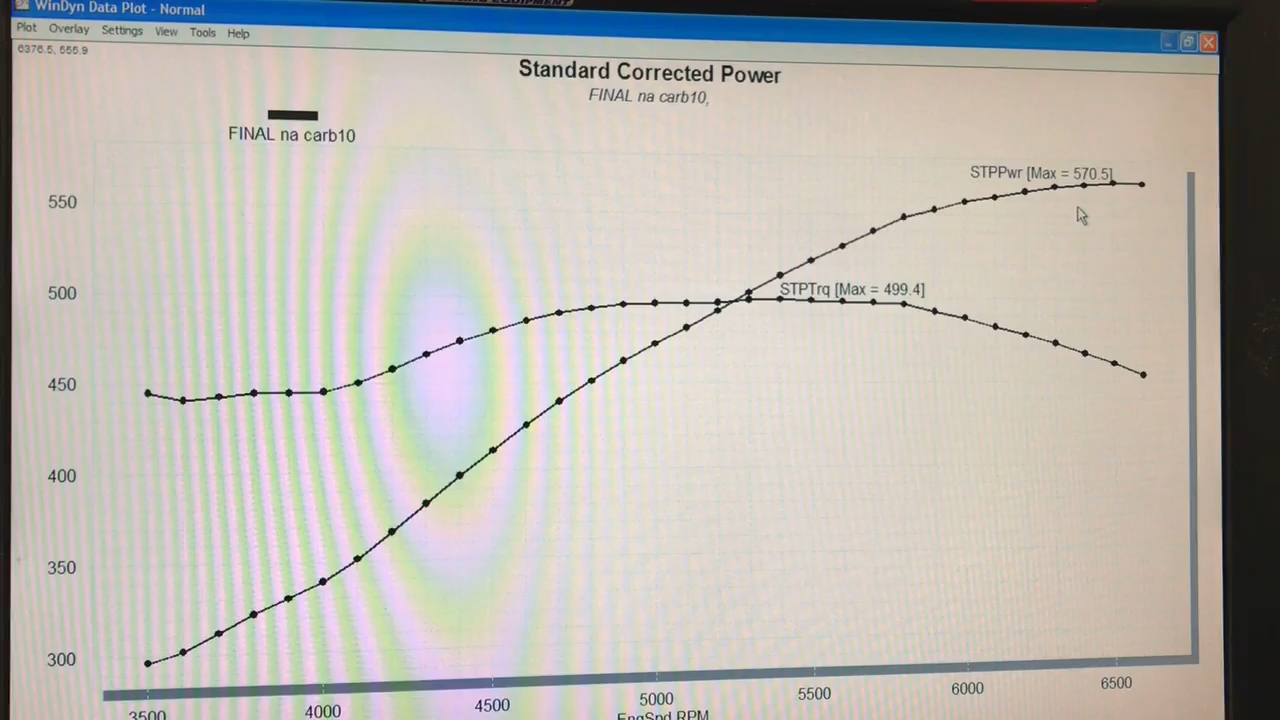 WinDyn Data Plot - Normal
Plot Overlay Settings View Tools Help
6376.5, 555.9
Standard Corrected Power
FINAL na carb10,
FINAL na carb10
STPPwr [Max = 570.5]
STPTrq [Max = 499.4]
550
500
450
400
350
300
3500 4000 4500 5000 5500 6000 6500
EngSpd RPM